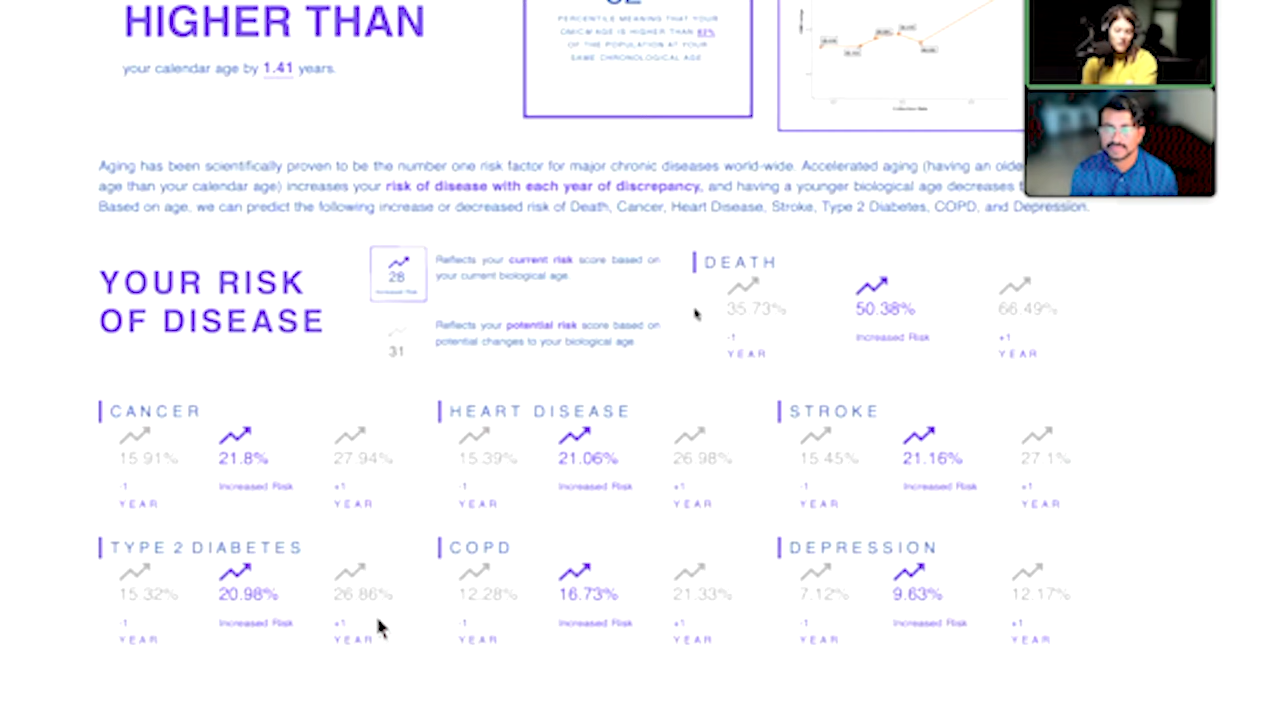 HIGHER THAN
your calendar age by 1.41 years.
PERCENTILE MEANING THAT YOUR
OMICM AGE IS HIGHER THAN
OF THE POPULATION AT YOUR
SAME CHRONOLOGICAL AGE
Aging has been scientifically proven to be the number one risk factor for major chronic diseases world-wide. Accelerated aging (having an olde
age than your calendar age) increases your risk of disease with each year of discrepancy, and having a younger biological age decreases
Based on age, we can predict the following increase or decreased risk of Death, Cancer, Heart Disease, Stroke, Type 2 Diabetes, COPD, and Depression.
YOUR RISK
OF DISEASE
28
Increased Risk
Reflects your current risk score based on
your current biological age.
31
Reflects your potential risk score based on
potential changes to your biological age
DEATH
35.73% 50.38% 66.49%
-1 Increased Risk +1
YEAR YEAR
CANCER
15.91% 21.8% 27.94%
-1 Increased Risk +1
YEAR YEAR
HEART DISEASE
15.39% 21.06% 26.98%
-1 Increased Risk +1
YEAR YEAR
STROKE
15.45% 21.16% 27.1%
-1 Increased Risk +1
YEAR YEAR
TYPE 2 DIABETES
15.32% 20.98% 26.86%
-1 Increased Risk +1
YEAR YEAR
COPD
12.28% 16.73% 21.33%
-1 Increased Risk +1
YEAR YEAR
DEPRESSION
7.12% 9.63% 12.17%
-1 Increased Risk +1
YEAR YEAR